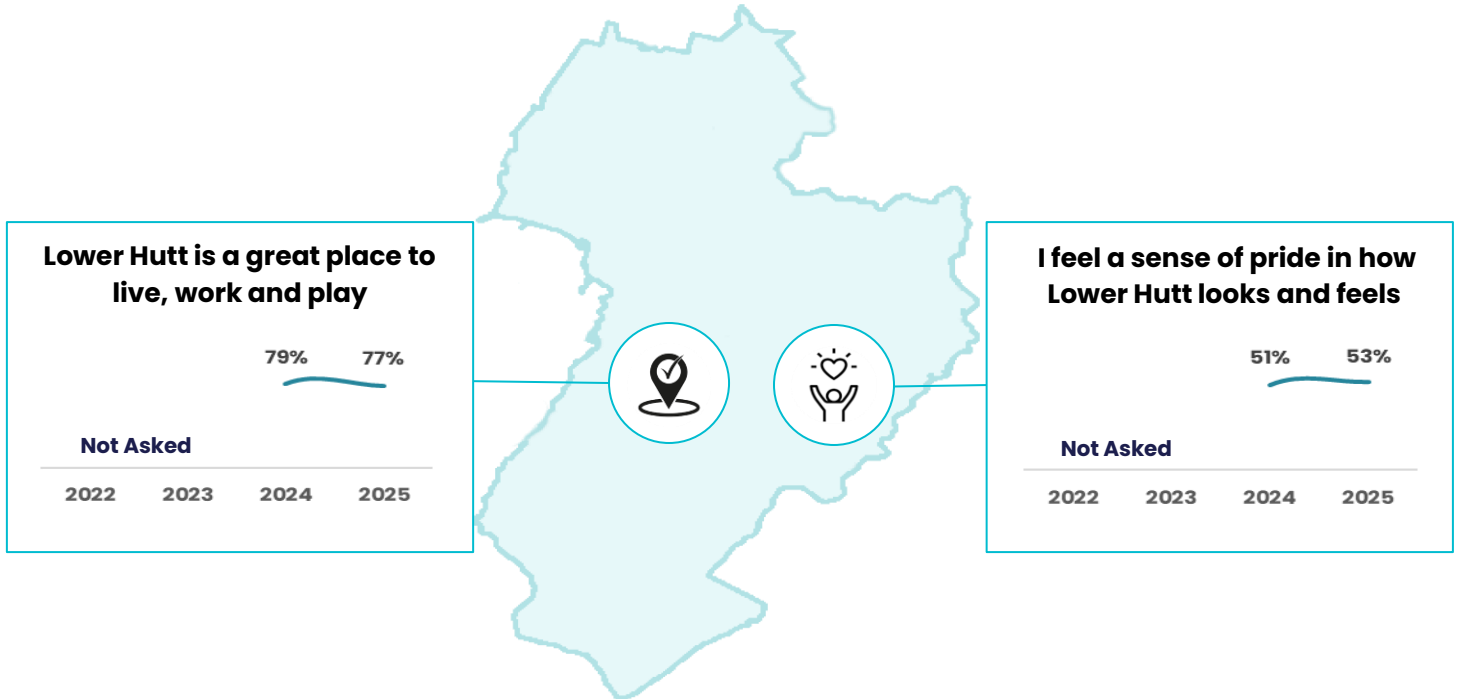 Lower Hutt is a great place to
live, work and play
79% 77%
Not Asked
2022 2023 2024 2025
I feel a sense of pride in how
Lower Hutt looks and feels
51% 53%
Not Asked
2022 2023 2024 2025